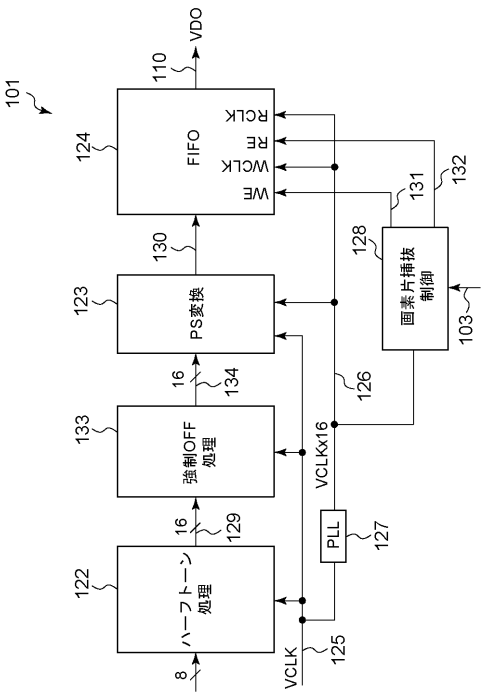 101
8
122
ハーフトーン
処理
16
129
133
強制OFF
処理
16
134
123
PS変換
130
124
FIFO
WE
WCLK
RE
RCLK
110
VDO
VCLK
125
PLL
127
VCLKx16
126
128
画素片挿抜
制御
103
131
132